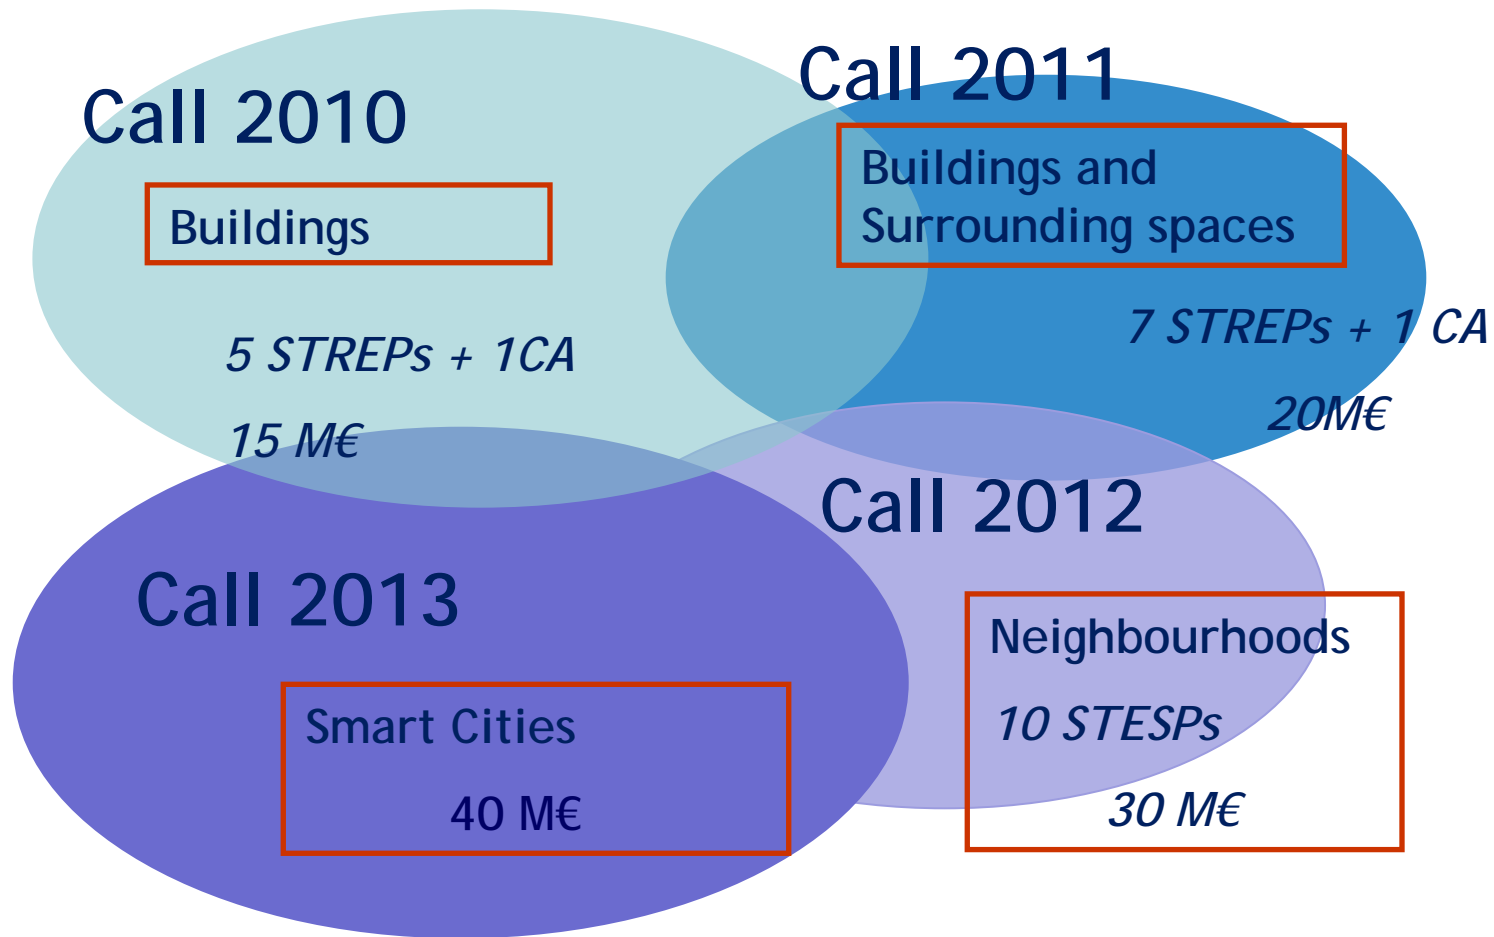 Call 2010
Buildings
5 STREPs + 1CA
15 M€
Call 2011
Buildings and
Surrounding spaces
7 STREPs + 1 CA
20M€
Call 2013
Smart Cities
40 M€
Call 2012
Neighbourhoods
10 STESPs
30 M€